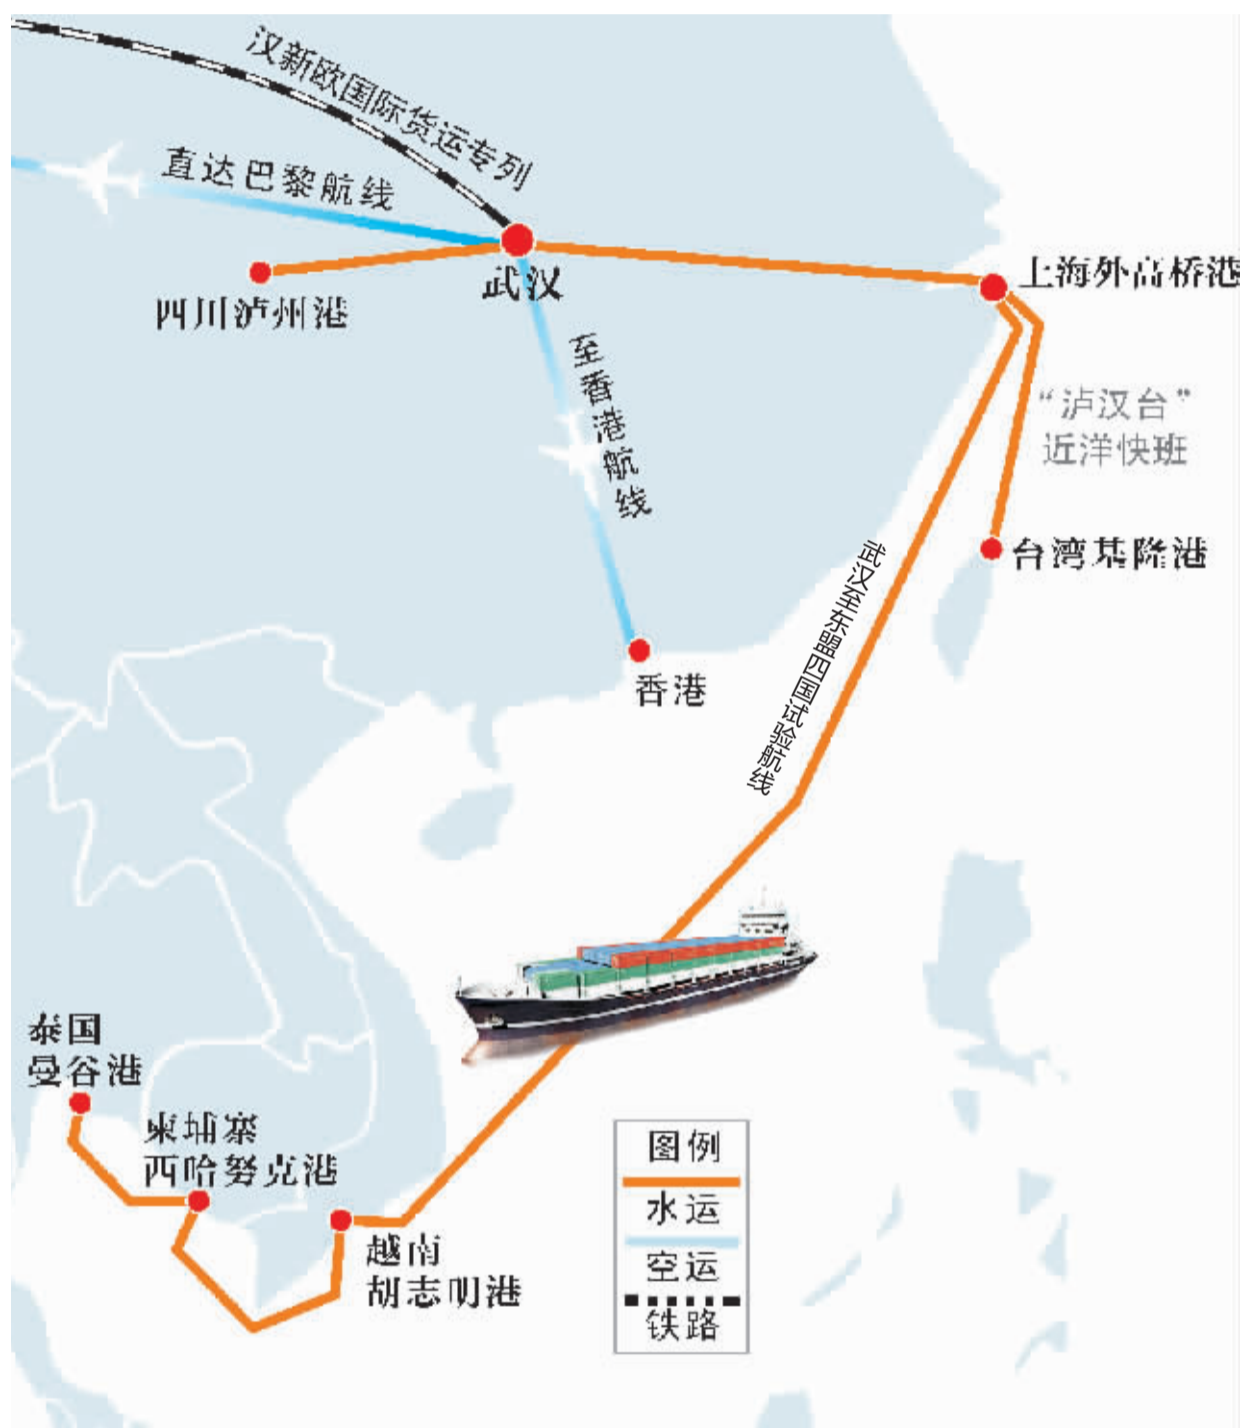 汉新欧国际货运专列
直达巴黎航线
武汉
四川泸州港
上海外高桥港
至香港航线
“泸汉台”
近洋快班
台湾基隆港
武汉至东盟四国试验航线
香港
泰国
曼谷港
柬埔寨
西哈努克港
越南
胡志明港
图例
水运
空运
铁路